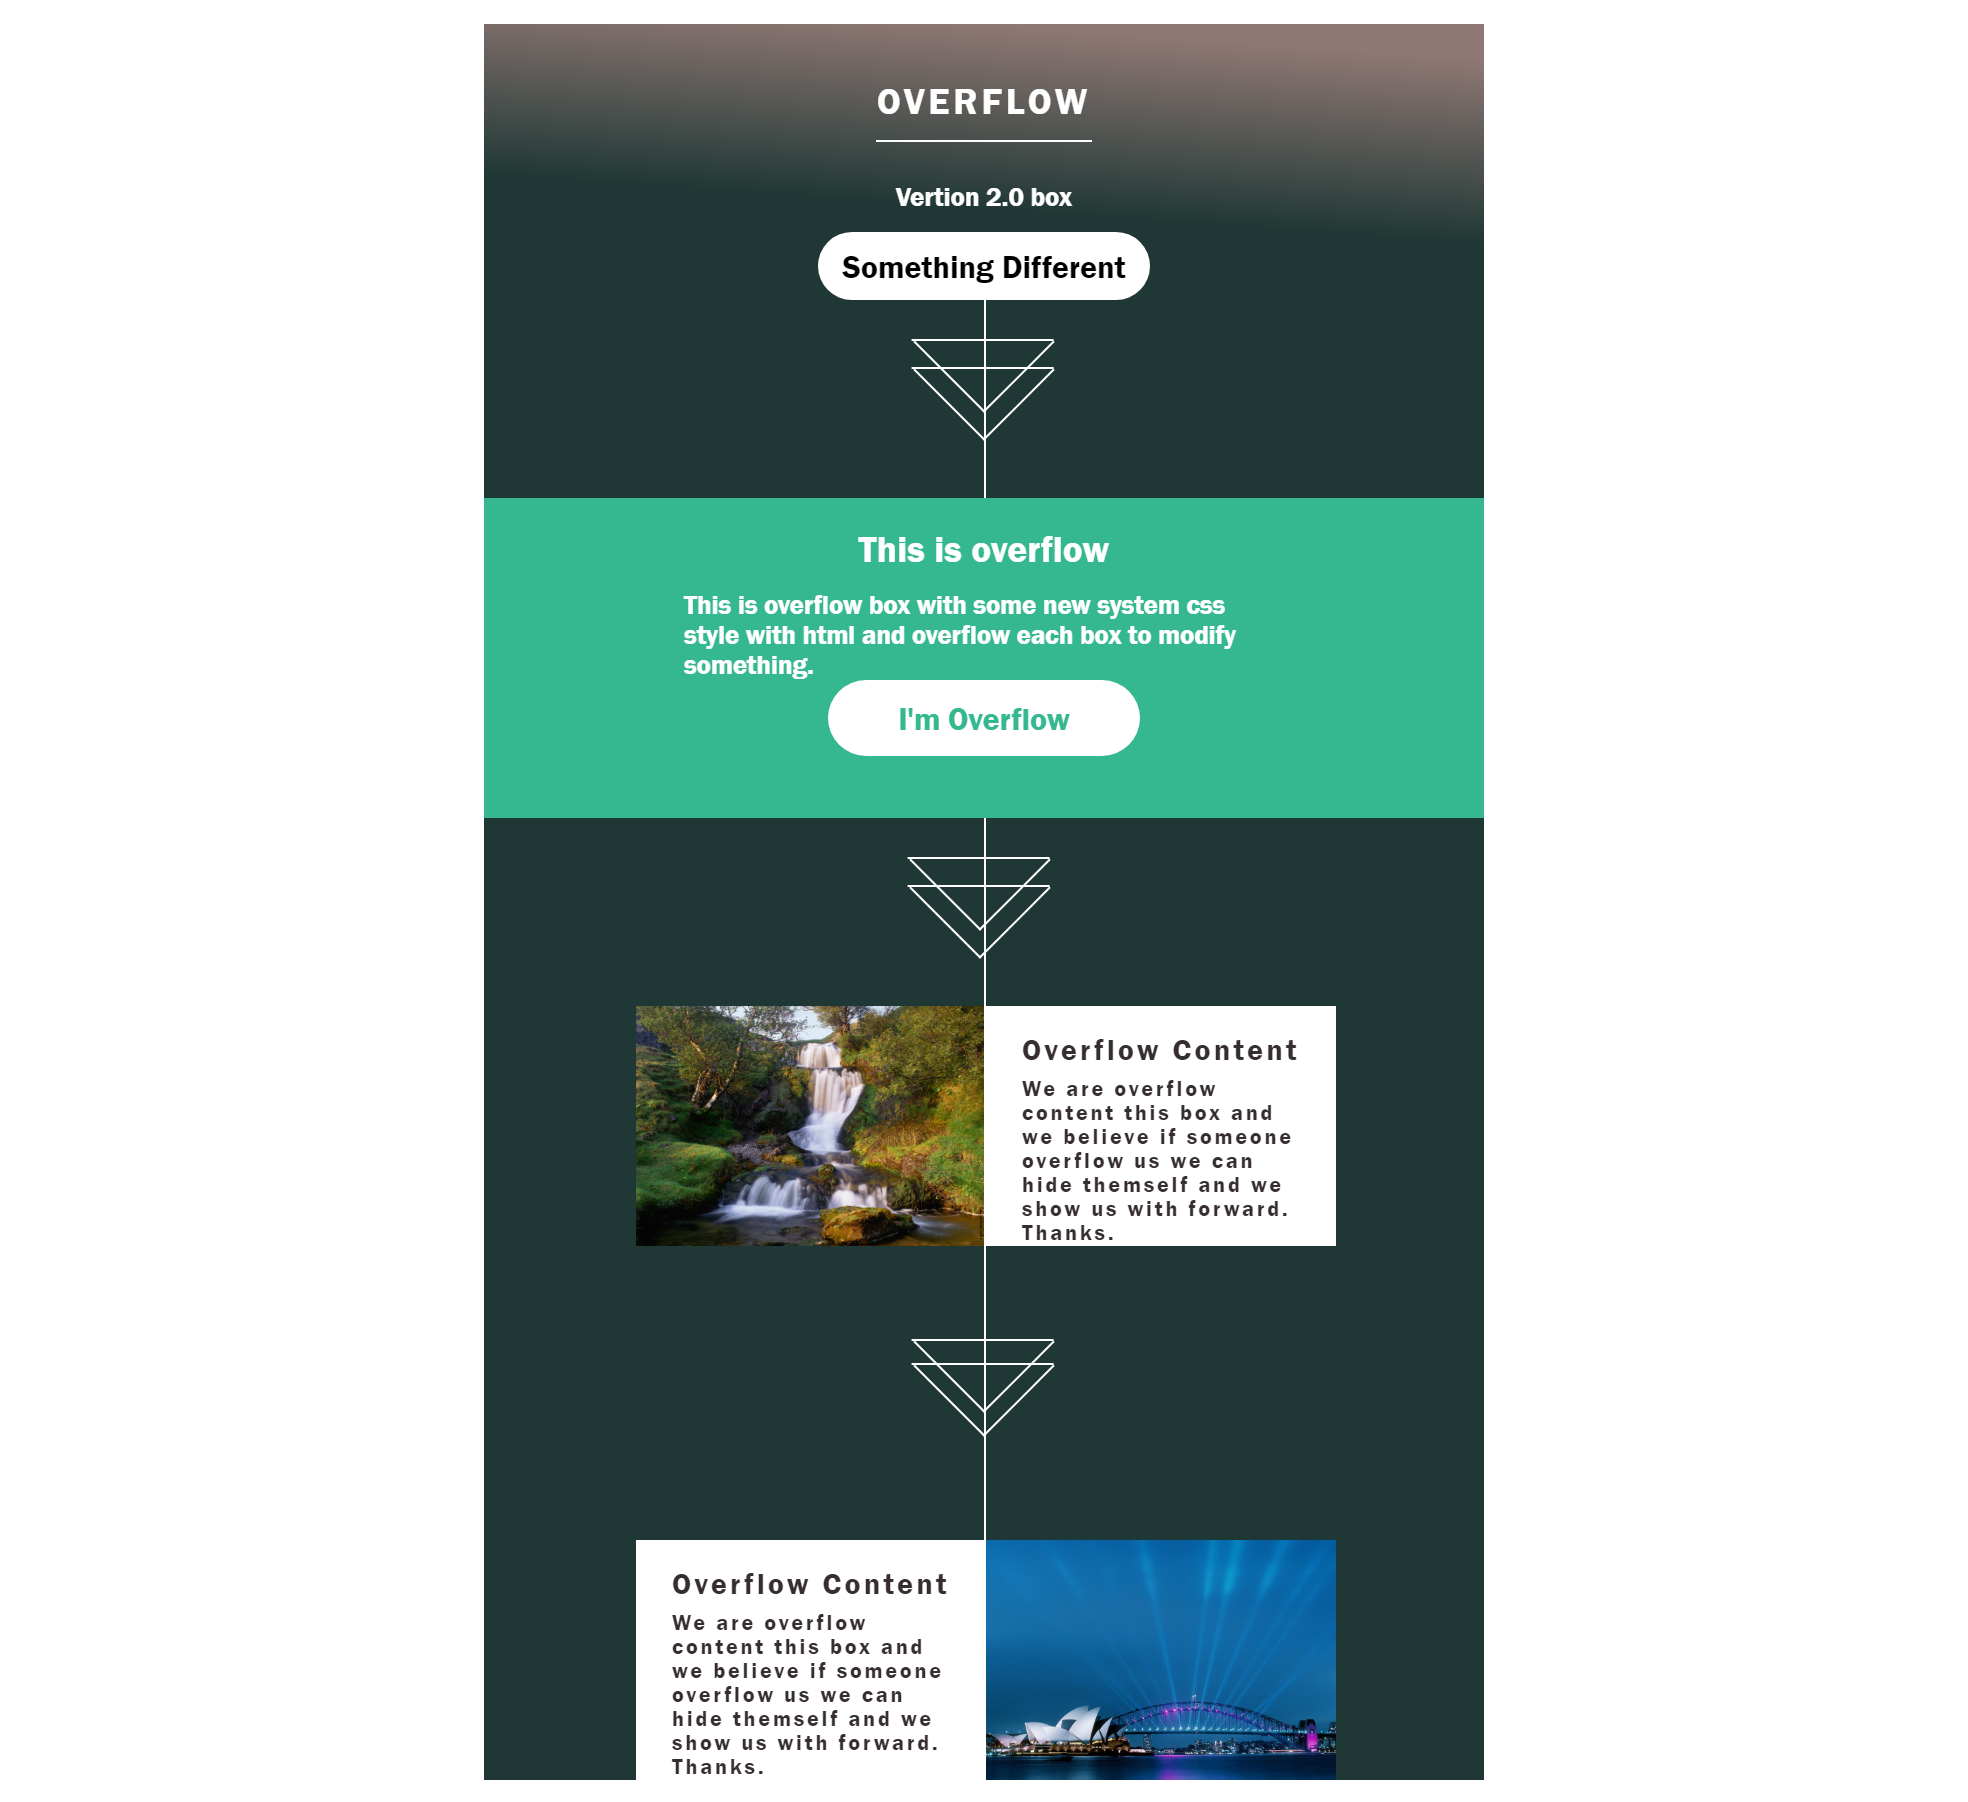 OVERFLOW
Vertion 2.0 box
Something Different
This is overflow
This is overflow box with some new system css
style with html and overflow each box to modify
something.
I'm Overflow
Overflow Content
We are overflow
content this box and
we believe if someone
overflow us we can
hide themself and we
show us with forward.
Thanks.
Overflow Content
We are overflow
content this box and
we believe if someone
overflow us we can
hide themself and we
show us with forward.
Thanks.